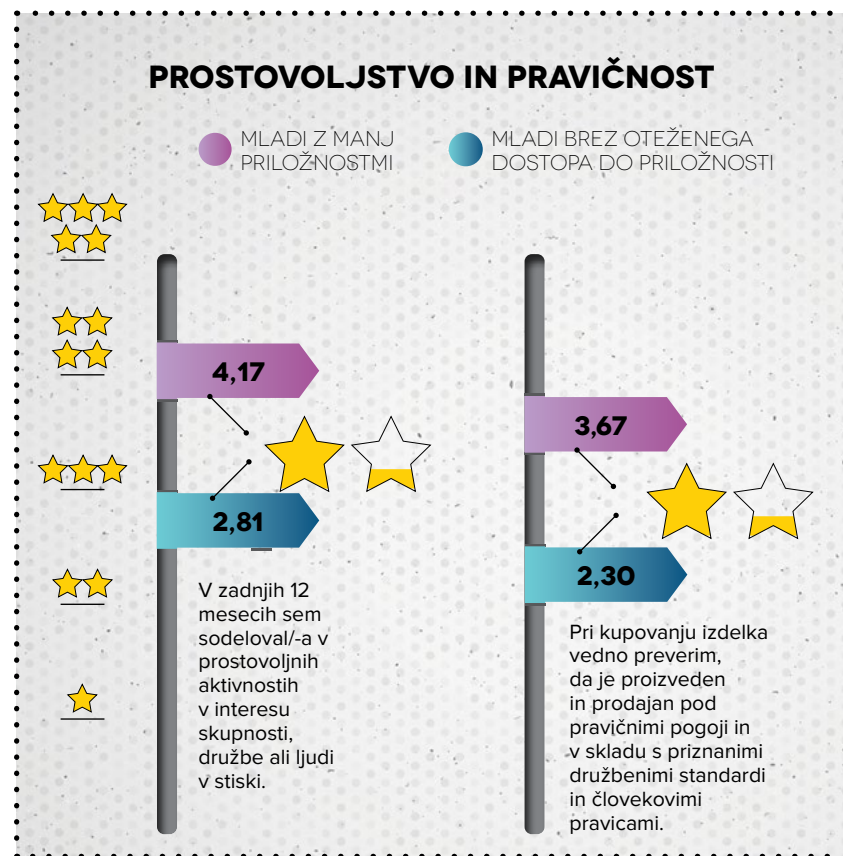 PROSTOVOLJSTVO IN PRAVIČNOST
MLADI Z MANJ
PRILOŽNOSTMI
MLADI BREZ OTEŽENEGA
DOSTOPA DO PRILOŽNOSTI
4,17
2,81
V zadnjih 12
mesecih sem
sodeloval/-a v
prostovoljnih
aktivnostih
v interesu
skupnosti,
družbe ali ljudi
v stiski.
3,67
2,30
Pri kupovanju izdelka
vedno preverim,
da je proizveden
in prodajan pod
pravičnimi pogoji in
v skladu s priznanimi
družbenimi standardi
in človekovimi
pravicami.